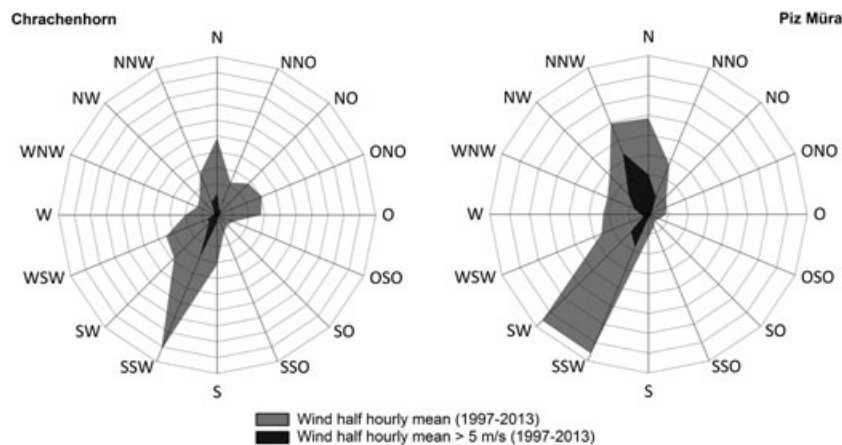 Chrachenhorn
Piz Müra
N
NNO
NO
ONO
O
OSO
SO
SSO
S
SSW
SW
WSW
W
WNW
NW
NNW
N
NNO
NO
ONO
O
OSO
SO
SSO
S
SSW
SW
WSW
W
WNW
NW
NNW
Wind half hourly mean (1997-2013)
Wind half hourly mean > 5 m/s (1997-2013)